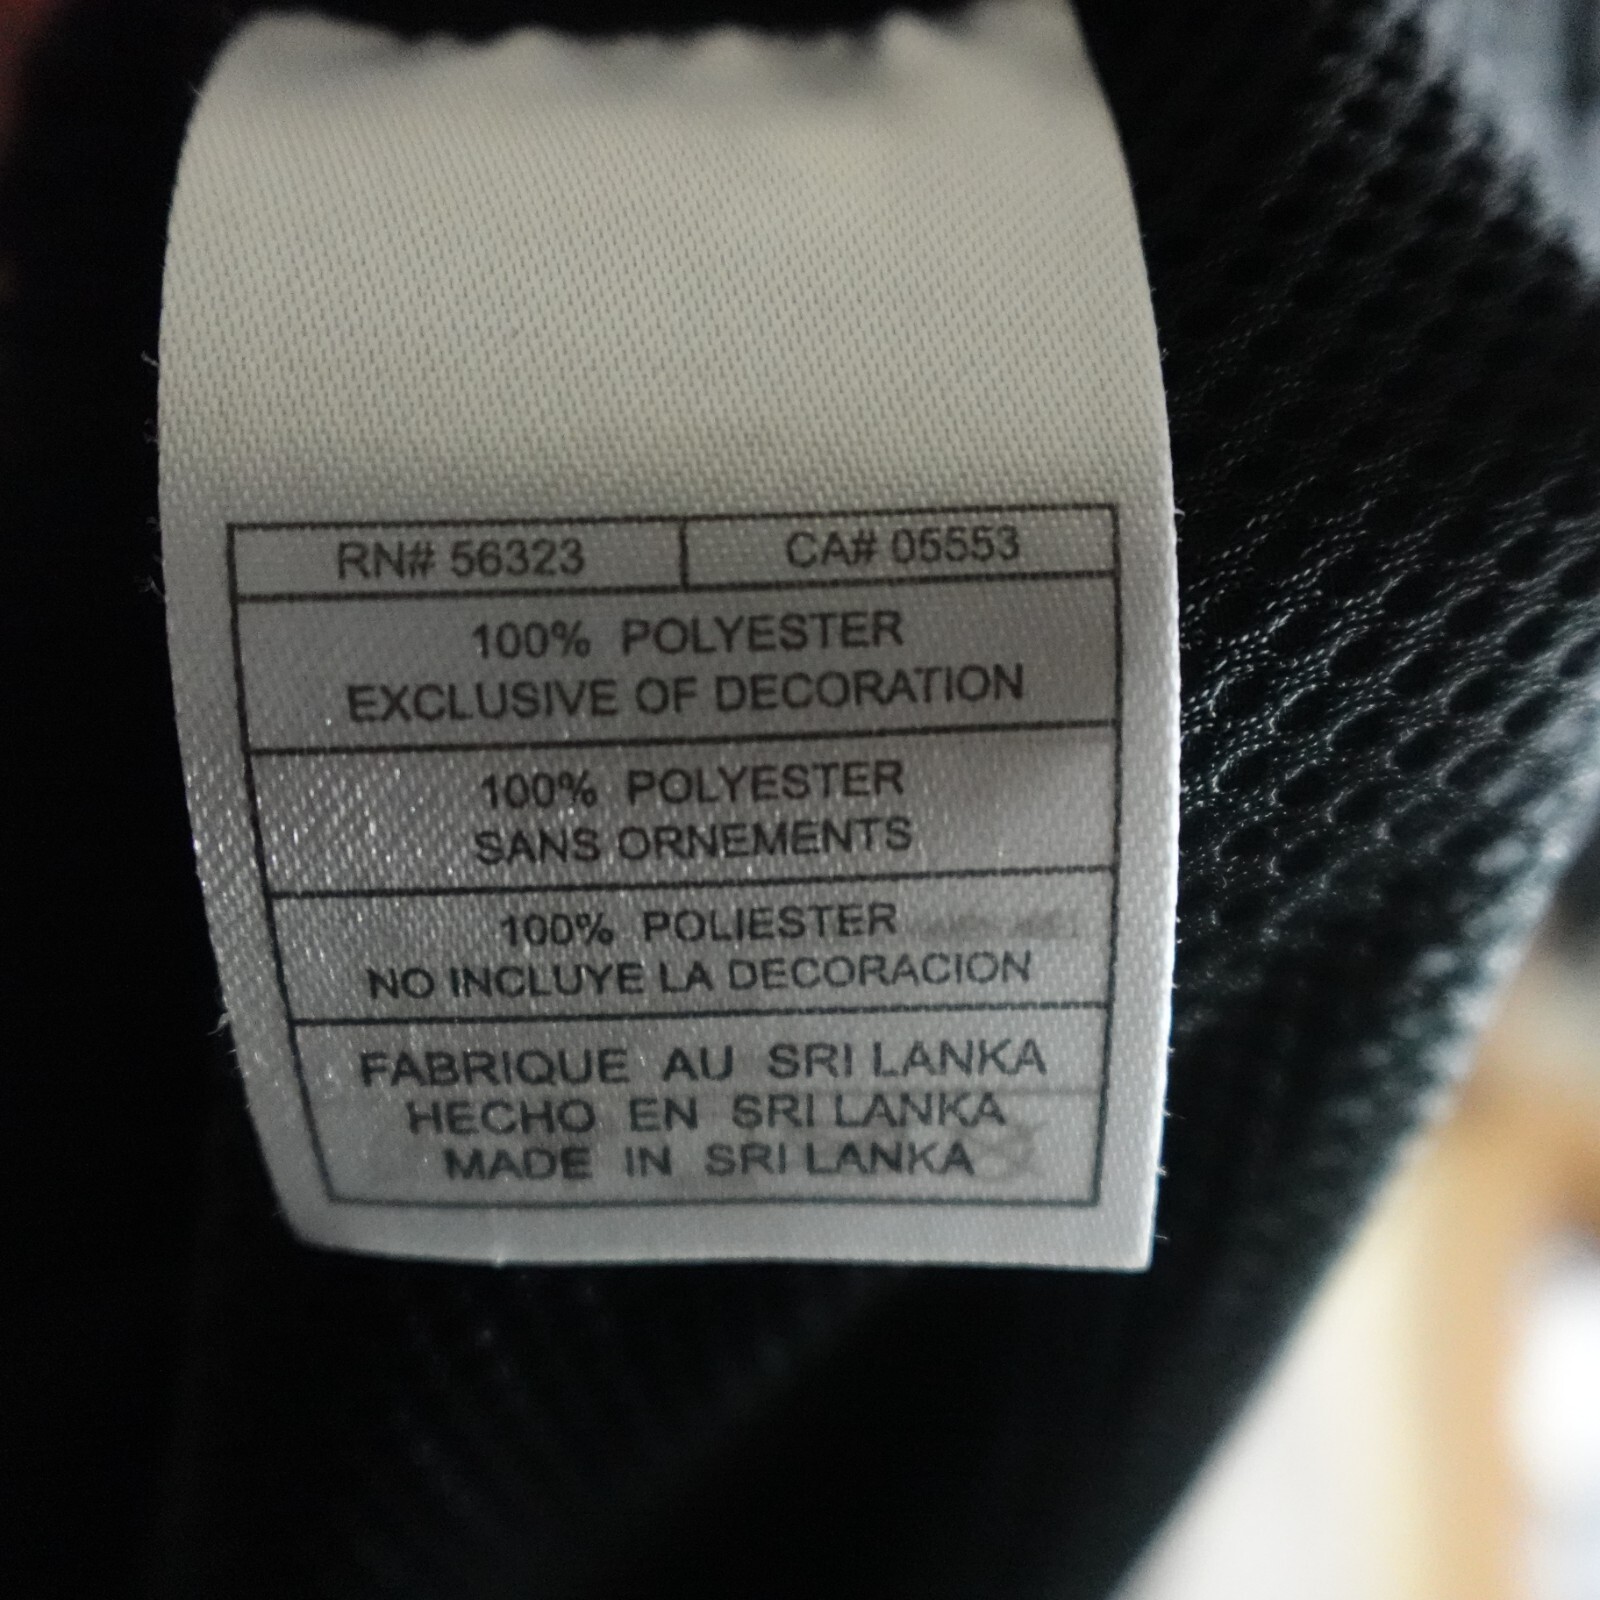 RN# 56323 CA# 05553
100% POLYESTER
EXCLUSIVE OF DECORATION
100% POLYESTER
SANS ORNEMENTS
100% POLIESTER
NO INCLUYE LA DECORACION
FABRIQUE AU SRI LANKA
HECHO EN SRI LANKA
MADE IN SRI LANKA